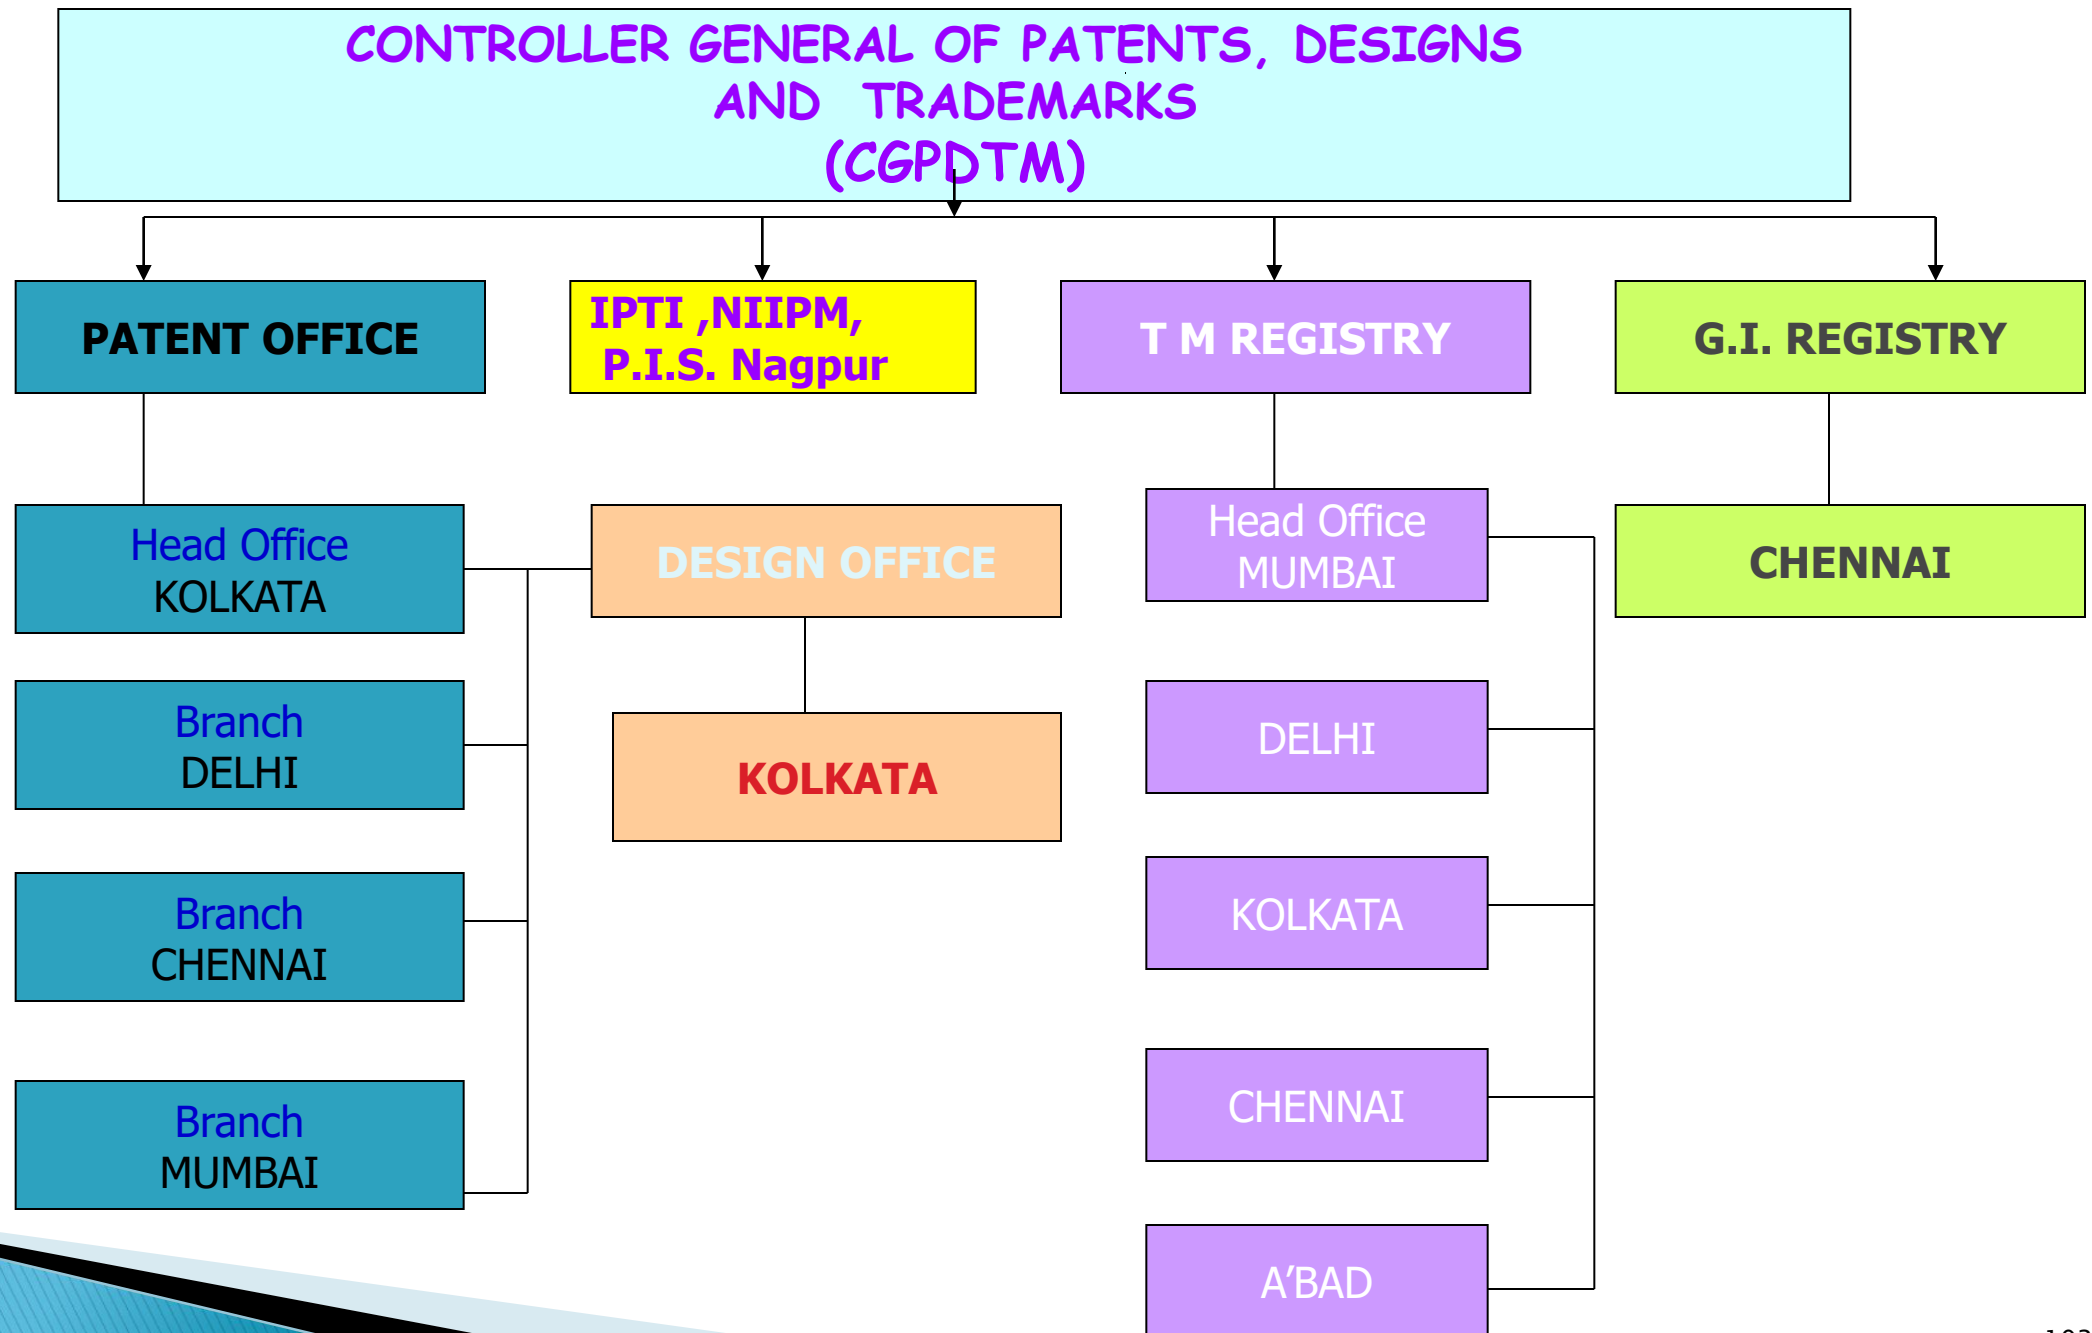 CONTROLLER GENERAL OF PATENTS, DESIGNS
AND TRADEMARKS
(CGPDTM)
PATENT OFFICE
IPTI ,NIIPM,
P.I.S. Nagpur
T M REGISTRY
G.I. REGISTRY
Head Office
KOLKATA
DESIGN OFFICE
Head Office
MUMBAI
CHENNAI
Branch
DELHI
KOLKATA
DELHI
Branch
CHENNAI
KOLKATA
Branch
MUMBAI
CHENNAI
A’BAD